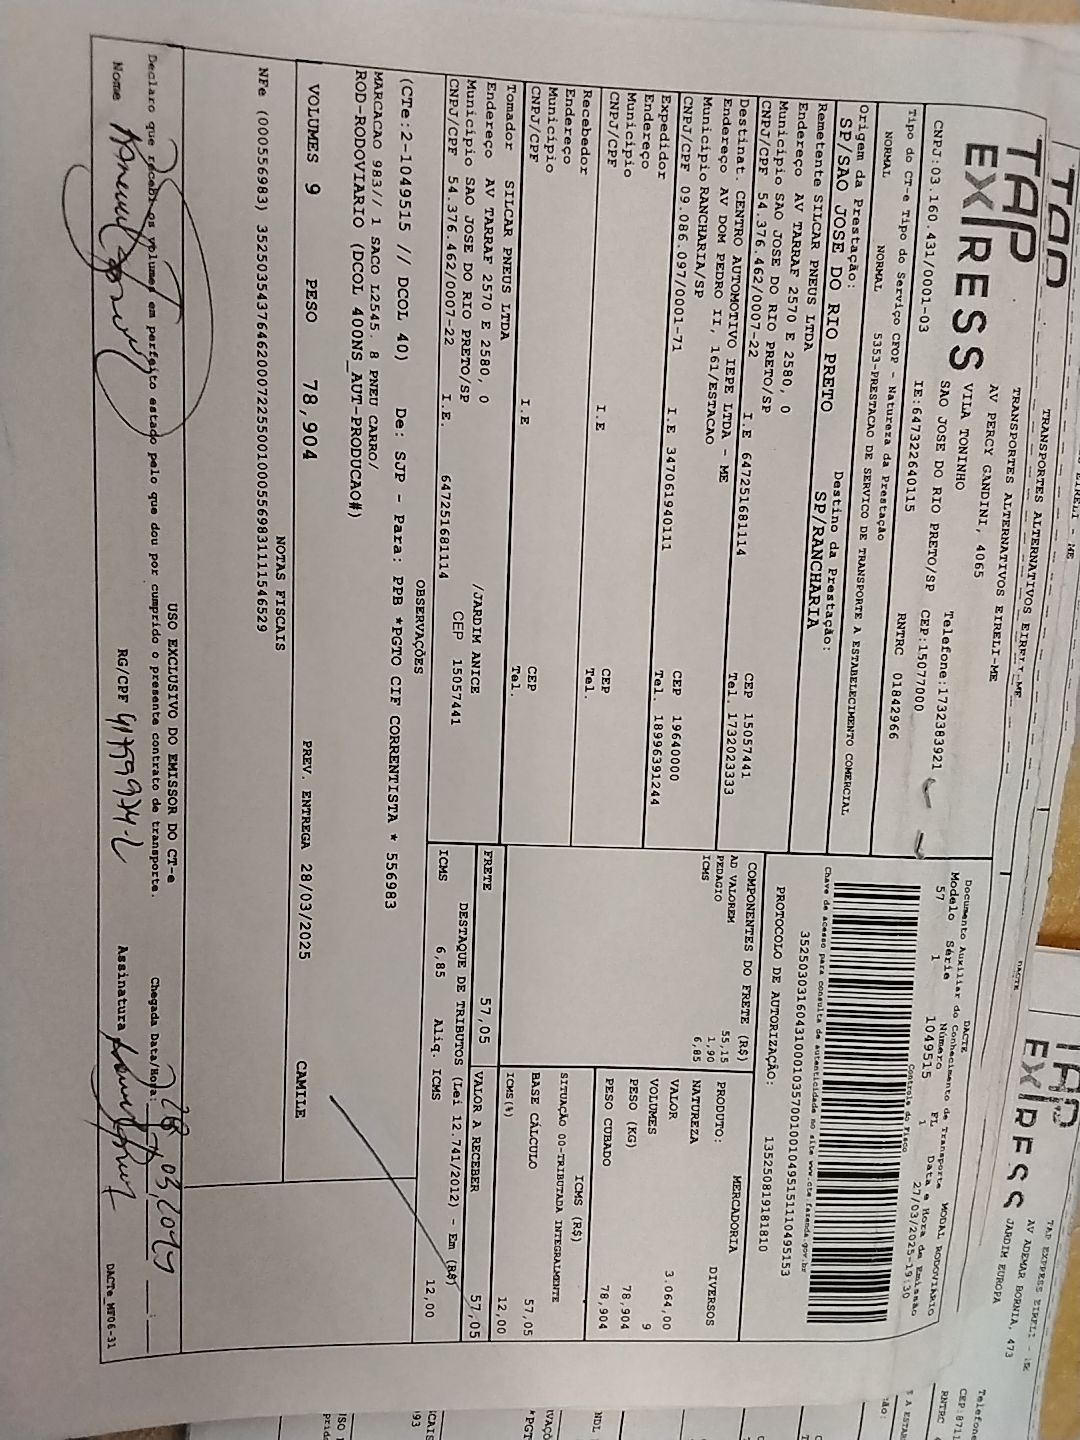 TAP
EXPRESS
TRANSPORTES ALTERNATIVOS EIRELI-ME
AV PERCY GANDINI, 4065
VILA TONINHO
SAO JOSE DO RIO PRETO/SP CEP:15077000
Telefone:1732383921
CNPJ:03.160.431/0001-03 IE:647322640115 RNTRC 01842966
Tipo do CT-e Tipo do Serviço CFOP - Natureza da Prestação
NORMAL NORMAL 5353-PRESTACAO DE SERVICO DE TRANSPORTE A ESTABELECIMENTO COMERCIAL
Origem da Prestação: Destino da Prestação:
SP/SAO JOSE DO RIO PRETO SP/RANCHARIA
Remetente SILCAR PNEUS LTDA
Endereço AV TARRAF 2570 E 2580, 0
Municipio SAO JOSE DO RIO PRETO/SP CEP 15057441
CNPJ/CPF 54.376.462/0007-22 I.E 647251681114 Tel. 1732023333
Destinat. CENTRO AUTOMOTIVO IEPE LTDA - ME
Endereço AV DOM PEDRO II, 161/ESTACAO
Municipio RANCHARIA/SP CEP 19640000
CNPJ/CPF 09.086.097/0001-71 I.E 347061940111 Tel. 18996391244
Expedidor
Endereço
Municipio CEP
CNPJ/CPF I.E Tel.
Recebedor
Endereço
Municipio CEP
CNPJ/CPF I.E Tel.
Tomador SILCAR PNEUS LTDA
Endereço AV TARRAF 2570 E 2580, 0 /JARDIM ANICE
Municipio SAO JOSE DO RIO PRETO/SP CEP 15057441
CNPJ/CPF 54.376.462/0007-22 I.E. 647251681114
DACTE
Documento Auxiliar do Conhecimento de Transporte MODAL RODOVIÁRIO
Modelo Série Número FL Data e Hora de Emissão
57 1 1049515 1 27/03/2025-19:30
Controle do Fisco
Chave de acesso para consulta de autenticidade no site www.cte.fazenda.gov.br
35250303160431000103570010010495151110495153
PROTOCOLO DE AUTORIZAÇÃO: 135250819181810
COMPONENTES DO FRETE (R$)
AD VALOREM 55,15
PEDAGIO 1,90
ICMS 6,85
FRETE 57,05
MERCADORIA
PRODUTO: DIVERSOS
NATUREZA
VALOR 3.064,00
VOLUMES 9
PESO (KG) 78,904
PESO CUBADO 78,904
ICMS (R$)
SITUAÇÃO 00-TRIBUTADA INTEGRALMENTE
BASE CÁLCULO 57,05
ICMS(%) 12,00
VALOR A RECEBER 57,05
DESTAQUE DE TRIBUTOS (Lei 12.741/2012) - Em (R$)
ICMS 6,85 Aliq. ICMS 12,00
OBSERVAÇÕES
(CTe:2-1049515 // DCOL 40) De: SJP - Para: PPB *PGTO CIF CORRENTISTA * 556983
MARCACAO 983// 1 SACO L2545. 8 PNEU CARRO/
ROD-RODOVIARIO (DCOL 400NS_AUT-PRODUCAO#)
VOLUMES 9 PESO 78,904 PREV. ENTREGA 28/03/2025 CAMILE
NOTAS FISCAIS
NFe (000556983) 35250354376462000722550010005569831111546529
USO EXCLUSIVO DO EMISSOR DO CT-e
Declaro que recebi os volumes em perfeito estado pelo que dou por cumprido o presente contrato de transporte. Chegada Data/Hora:
Nome RG/CPF Assinatura
DACTe_MT06-31
TAP
EXPRESS
TAP EXPRESS EIRELI
AV ADEMAR BORNIA, 473
JARDIM EUROPA